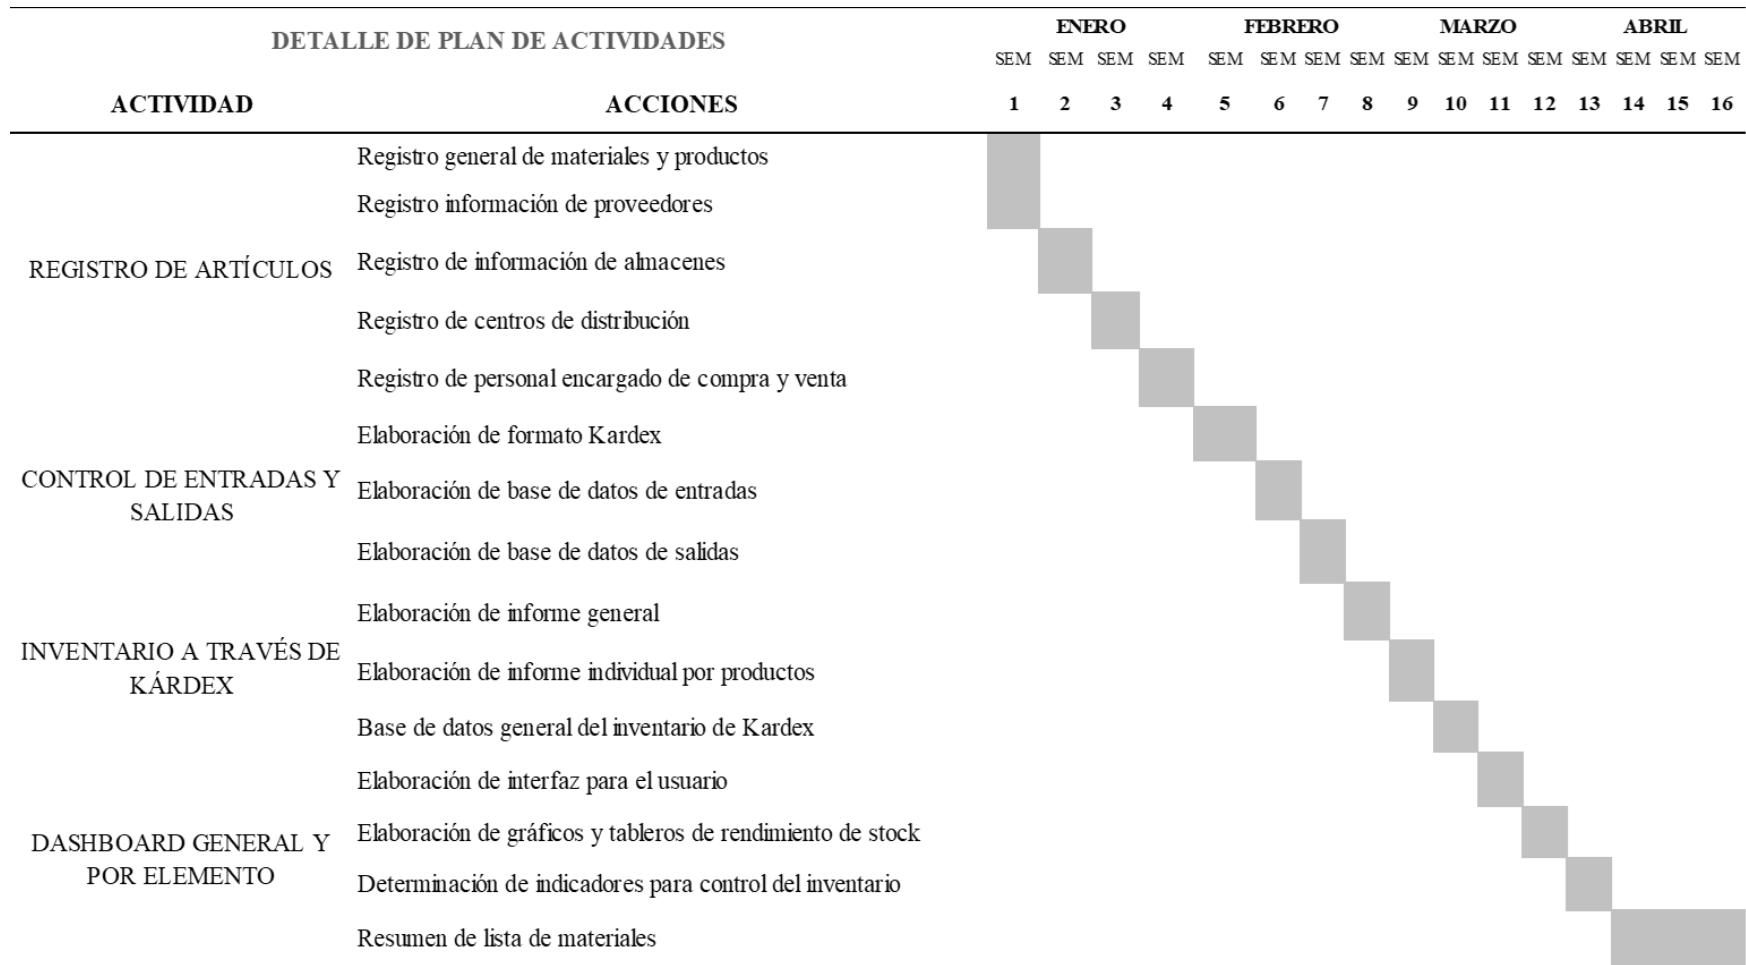 DETALLE DE PLAN DE ACTIVIDADES
ENERO FEBRERO MARZO ABRIL
SEM SEM SEM SEM SEM SEM SEM SEM SEM SEM SEM SEM SEM SEM SEM SEM
ACTIVIDAD ACCIONES 1 2 3 4 5 6 7 8 9 10 11 12 13 14 15 16
REGISTRO DE ARTÍCULOS
Registro general de materiales y productos
Registro información de proveedores
Registro de información de almacenes
Registro de centros de distribución
Registro de personal encargado de compra y venta
CONTROL DE ENTRADAS Y
SALIDAS
Elaboración de formato Kardex
Elaboración de base de datos de entradas
Elaboración de base de datos de salidas
INVENTARIO A TRAVÉS DE
KÁRDEX
Elaboración de informe general
Elaboración de informe individual por productos
Base de datos general del inventario de Kardex
DASHBOARD GENERAL Y
POR ELEMENTO
Elaboración de interfaz para el usuario
Elaboración de gráficos y tableros de rendimiento de stock
Determinación de indicadores para control del inventario
Resumen de lista de materiales